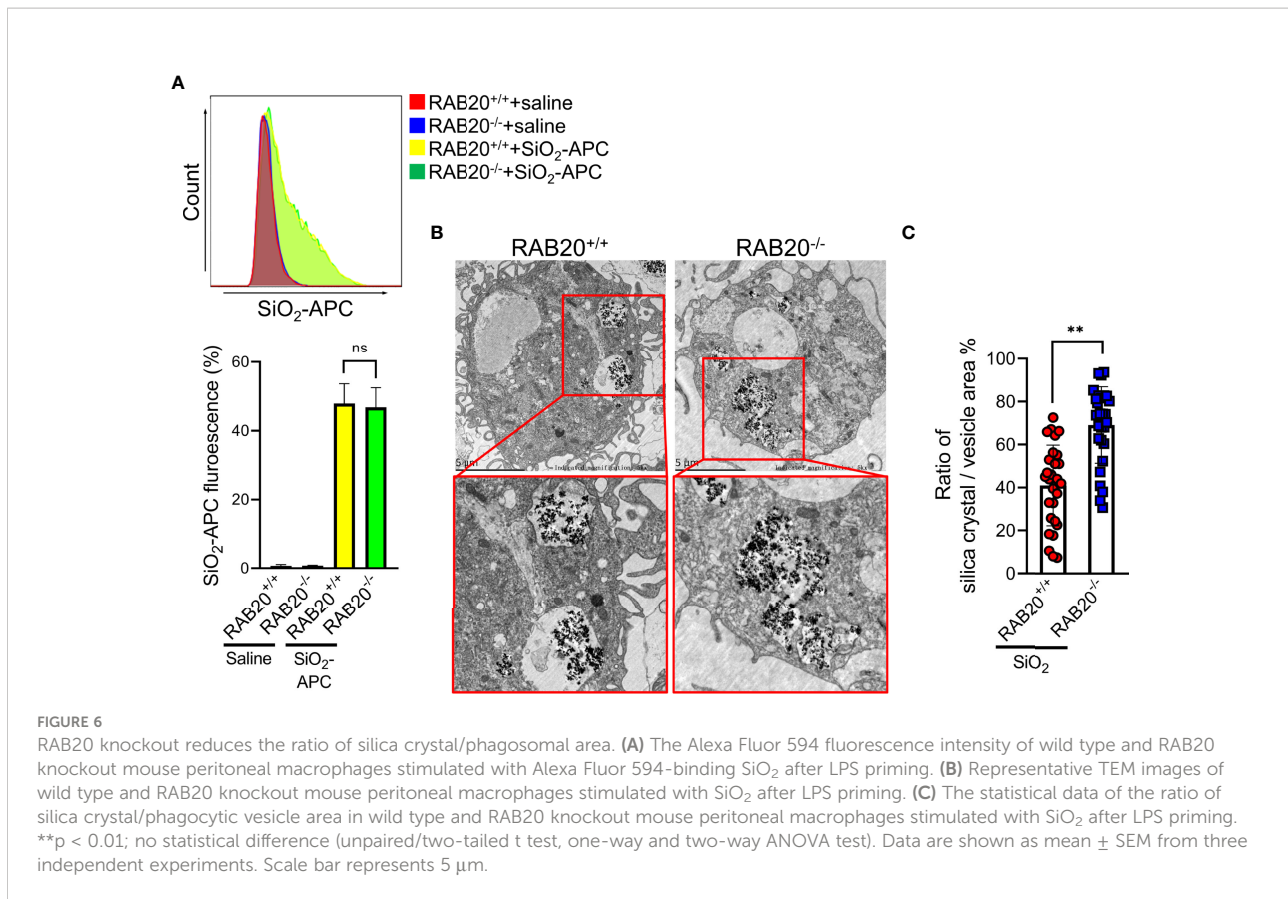 A
RAB20+/++saline
RAB20-/-+saline
RAB20+/++SiO2-APC
RAB20-/-+SiO2-APC
Count
SiO2-APC
SiO2-APC fluroescence (%)
60
40
20
0
ns
RAB20+/+
RAB20-/-
RAB20+/+
RAB20-/-
Saline
SiO2-
APC
B
RAB20+/+
RAB20-/-
5 μm
Indicated magnification:
5 μm
Indicated magnification:
C
**
Ratio of
silica crystal / vesicle area %
100
80
60
40
20
0
RAB20+/+
RAB20-/-
SiO2
FIGURE 6
RAB20 knockout reduces the ratio of silica crystal/phagosomal area. (A) The Alexa Fluor 594 fluorescence intensity of wild type and RAB20
knockout mouse peritoneal macrophages stimulated with Alexa Fluor 594-binding SiO2 after LPS priming. (B) Representative TEM images of
wild type and RAB20 knockout mouse peritoneal macrophages stimulated with SiO2 after LPS priming. (C) The statistical data of the ratio of
silica crystal/phagocytic vesicle area in wild type and RAB20 knockout mouse peritoneal macrophages stimulated with SiO2 after LPS priming.
**p < 0.01; no statistical difference (unpaired/two-tailed t test, one-way and two-way ANOVA test). Data are shown as mean ± SEM from three
independent experiments. Scale bar represents 5 μm.